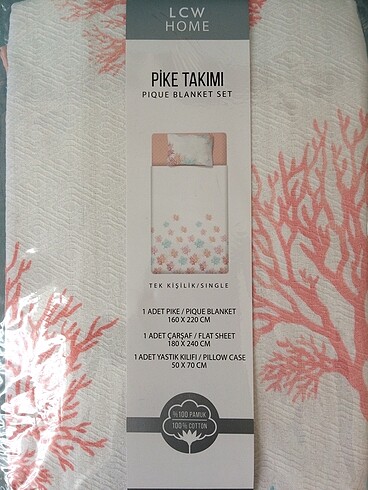 LCW
HOME
PİKE TAKIMI
PIQUE BLANKET SET
TEK KİŞİLİK/SINGLE
1 ADET PIKE / PIQUE BLANKET
160 X 220 CM
1 ADET ÇARŞAF / FLAT SHEET
180 X 240 CM
1 ADET YASTIK KILIFI / PILLOW CASE
50 X 70 CM
%100 PAMUK
100% COTTON